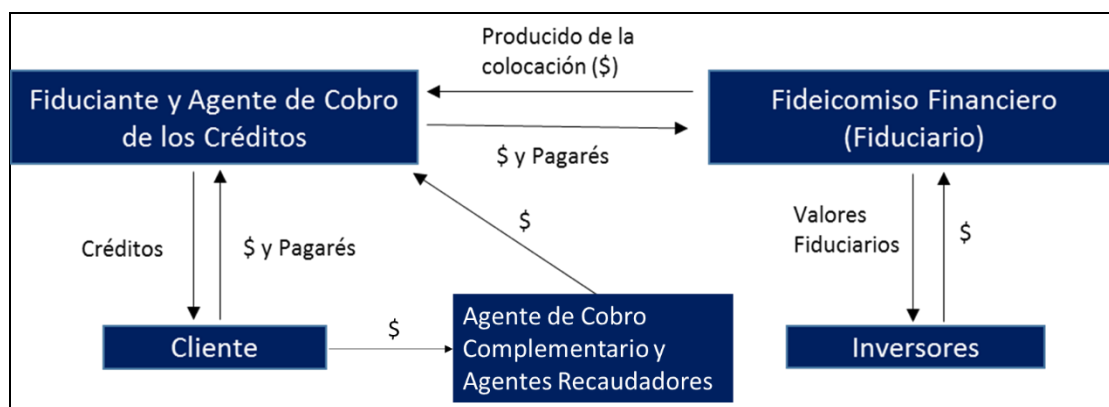 Producido de la
colocación ($)
Fiduciante y Agente de Cobro
de los Créditos
Fideicomiso Financiero
(Fiduciario)
$ y Pagarés
Créditos
$ y Pagarés
$
Valores
Fiduciarios
$
Cliente
$
Agente de Cobro
Complementario y
Agentes Recaudadores
Inversores